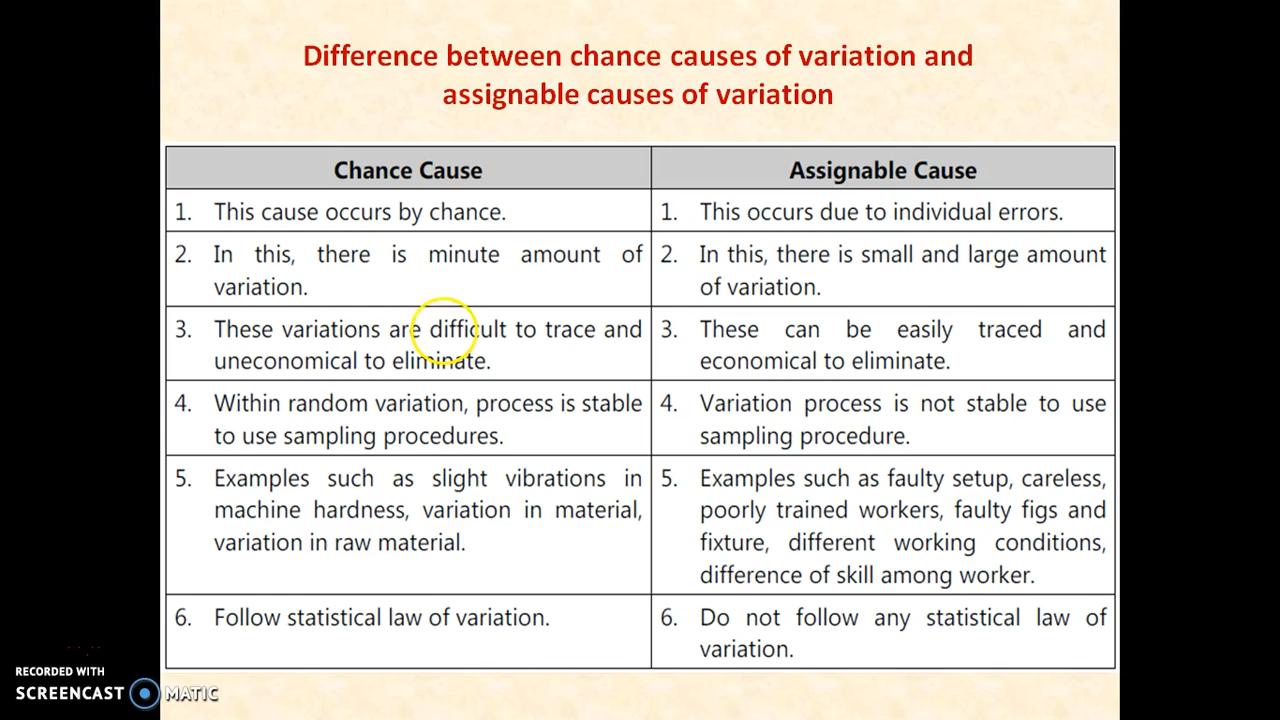 Difference between chance causes of variation and
assignable causes of variation
Chance Cause
Assignable Cause
1. This cause occurs by chance.
1. This occurs due to individual errors.
2. In this, there is minute amount of
variation.
2. In this, there is small and large amount
of variation.
3. These variations are difficult to trace and
uneconomical to eliminate.
3. These can be easily traced and
economical to eliminate.
4. Within random variation, process is stable
to use sampling procedures.
4. Variation process is not stable to use
sampling procedure.
5. Examples such as slight vibrations in
machine hardness, variation in material,
variation in raw material.
5. Examples such as faulty setup, careless,
poorly trained workers, faulty figs and
fixture, different working conditions,
difference of skill among worker.
6. Follow statistical law of variation.
6. Do not follow any statistical law of
variation.
RECORDED WITH
SCREENCAST MATIC